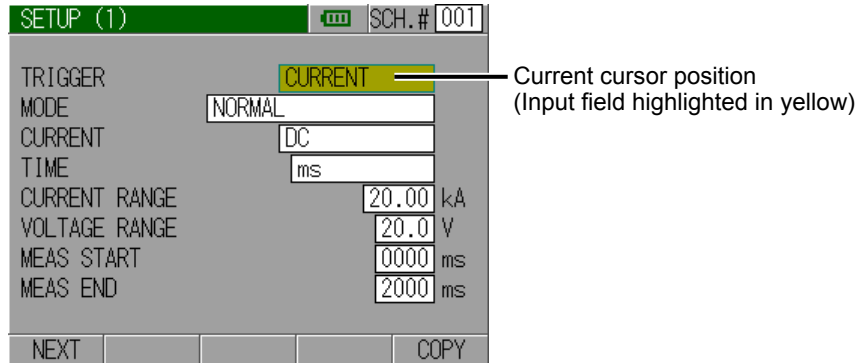 SETUP (1) SCH.# 001
TRIGGER CURRENT
MODE NORMAL
CURRENT DC
TIME ms
CURRENT RANGE 20.00 kA
VOLTAGE RANGE 20.0 V
MEAS START 0000 ms
MEAS END 2000 ms
NEXT COPY
Current cursor position
(Input field highlighted in yellow)